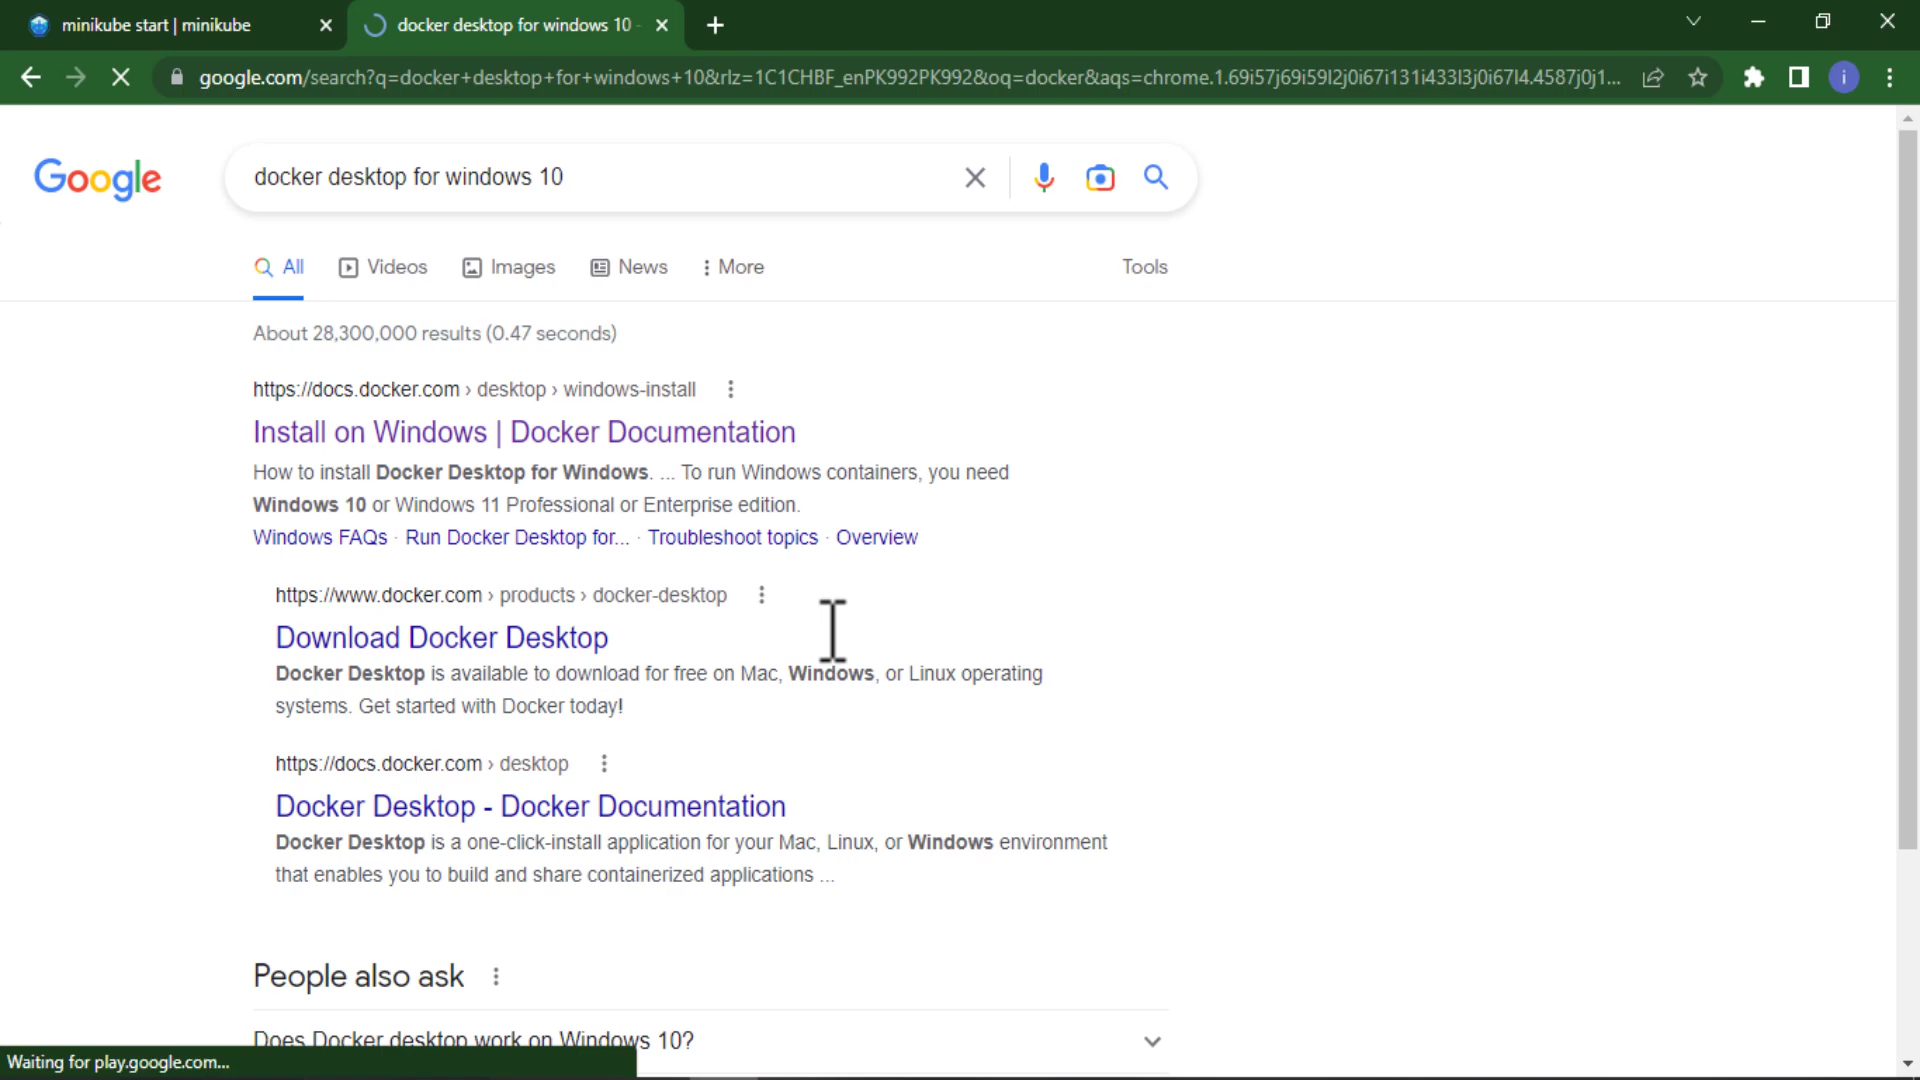 minikube start | minikube
docker desktop for windows 10 -
google.com/search?q=docker+desktop+for+windows+10&rlz=1C1CHBF_enPK992PK992&oq=docker&aqs=chrome.1.69i57j69i59l2j0i67i131i433l3j0i67l4.4587j0j1...
i
Google
docker desktop for windows 10
All
Videos
Images
News
More
Tools
About 28,300,000 results (0.47 seconds)
https://docs.docker.com › desktop › windows-install
Install on Windows | Docker Documentation
How to install Docker Desktop for Windows. ... To run Windows containers, you need
Windows 10 or Windows 11 Professional or Enterprise edition.
Windows FAQs · Run Docker Desktop for... · Troubleshoot topics · Overview
https://www.docker.com › products › docker-desktop
Download Docker Desktop
Docker Desktop is available to download for free on Mac, Windows, or Linux operating
systems. Get started with Docker today!
https://docs.docker.com › desktop
Docker Desktop - Docker Documentation
Docker Desktop is a one-click-install application for your Mac, Linux, or Windows environment
that enables you to build and share containerized applications ...
People also ask
Does Docker desktop work on Windows 10?
Waiting for play.google.com...